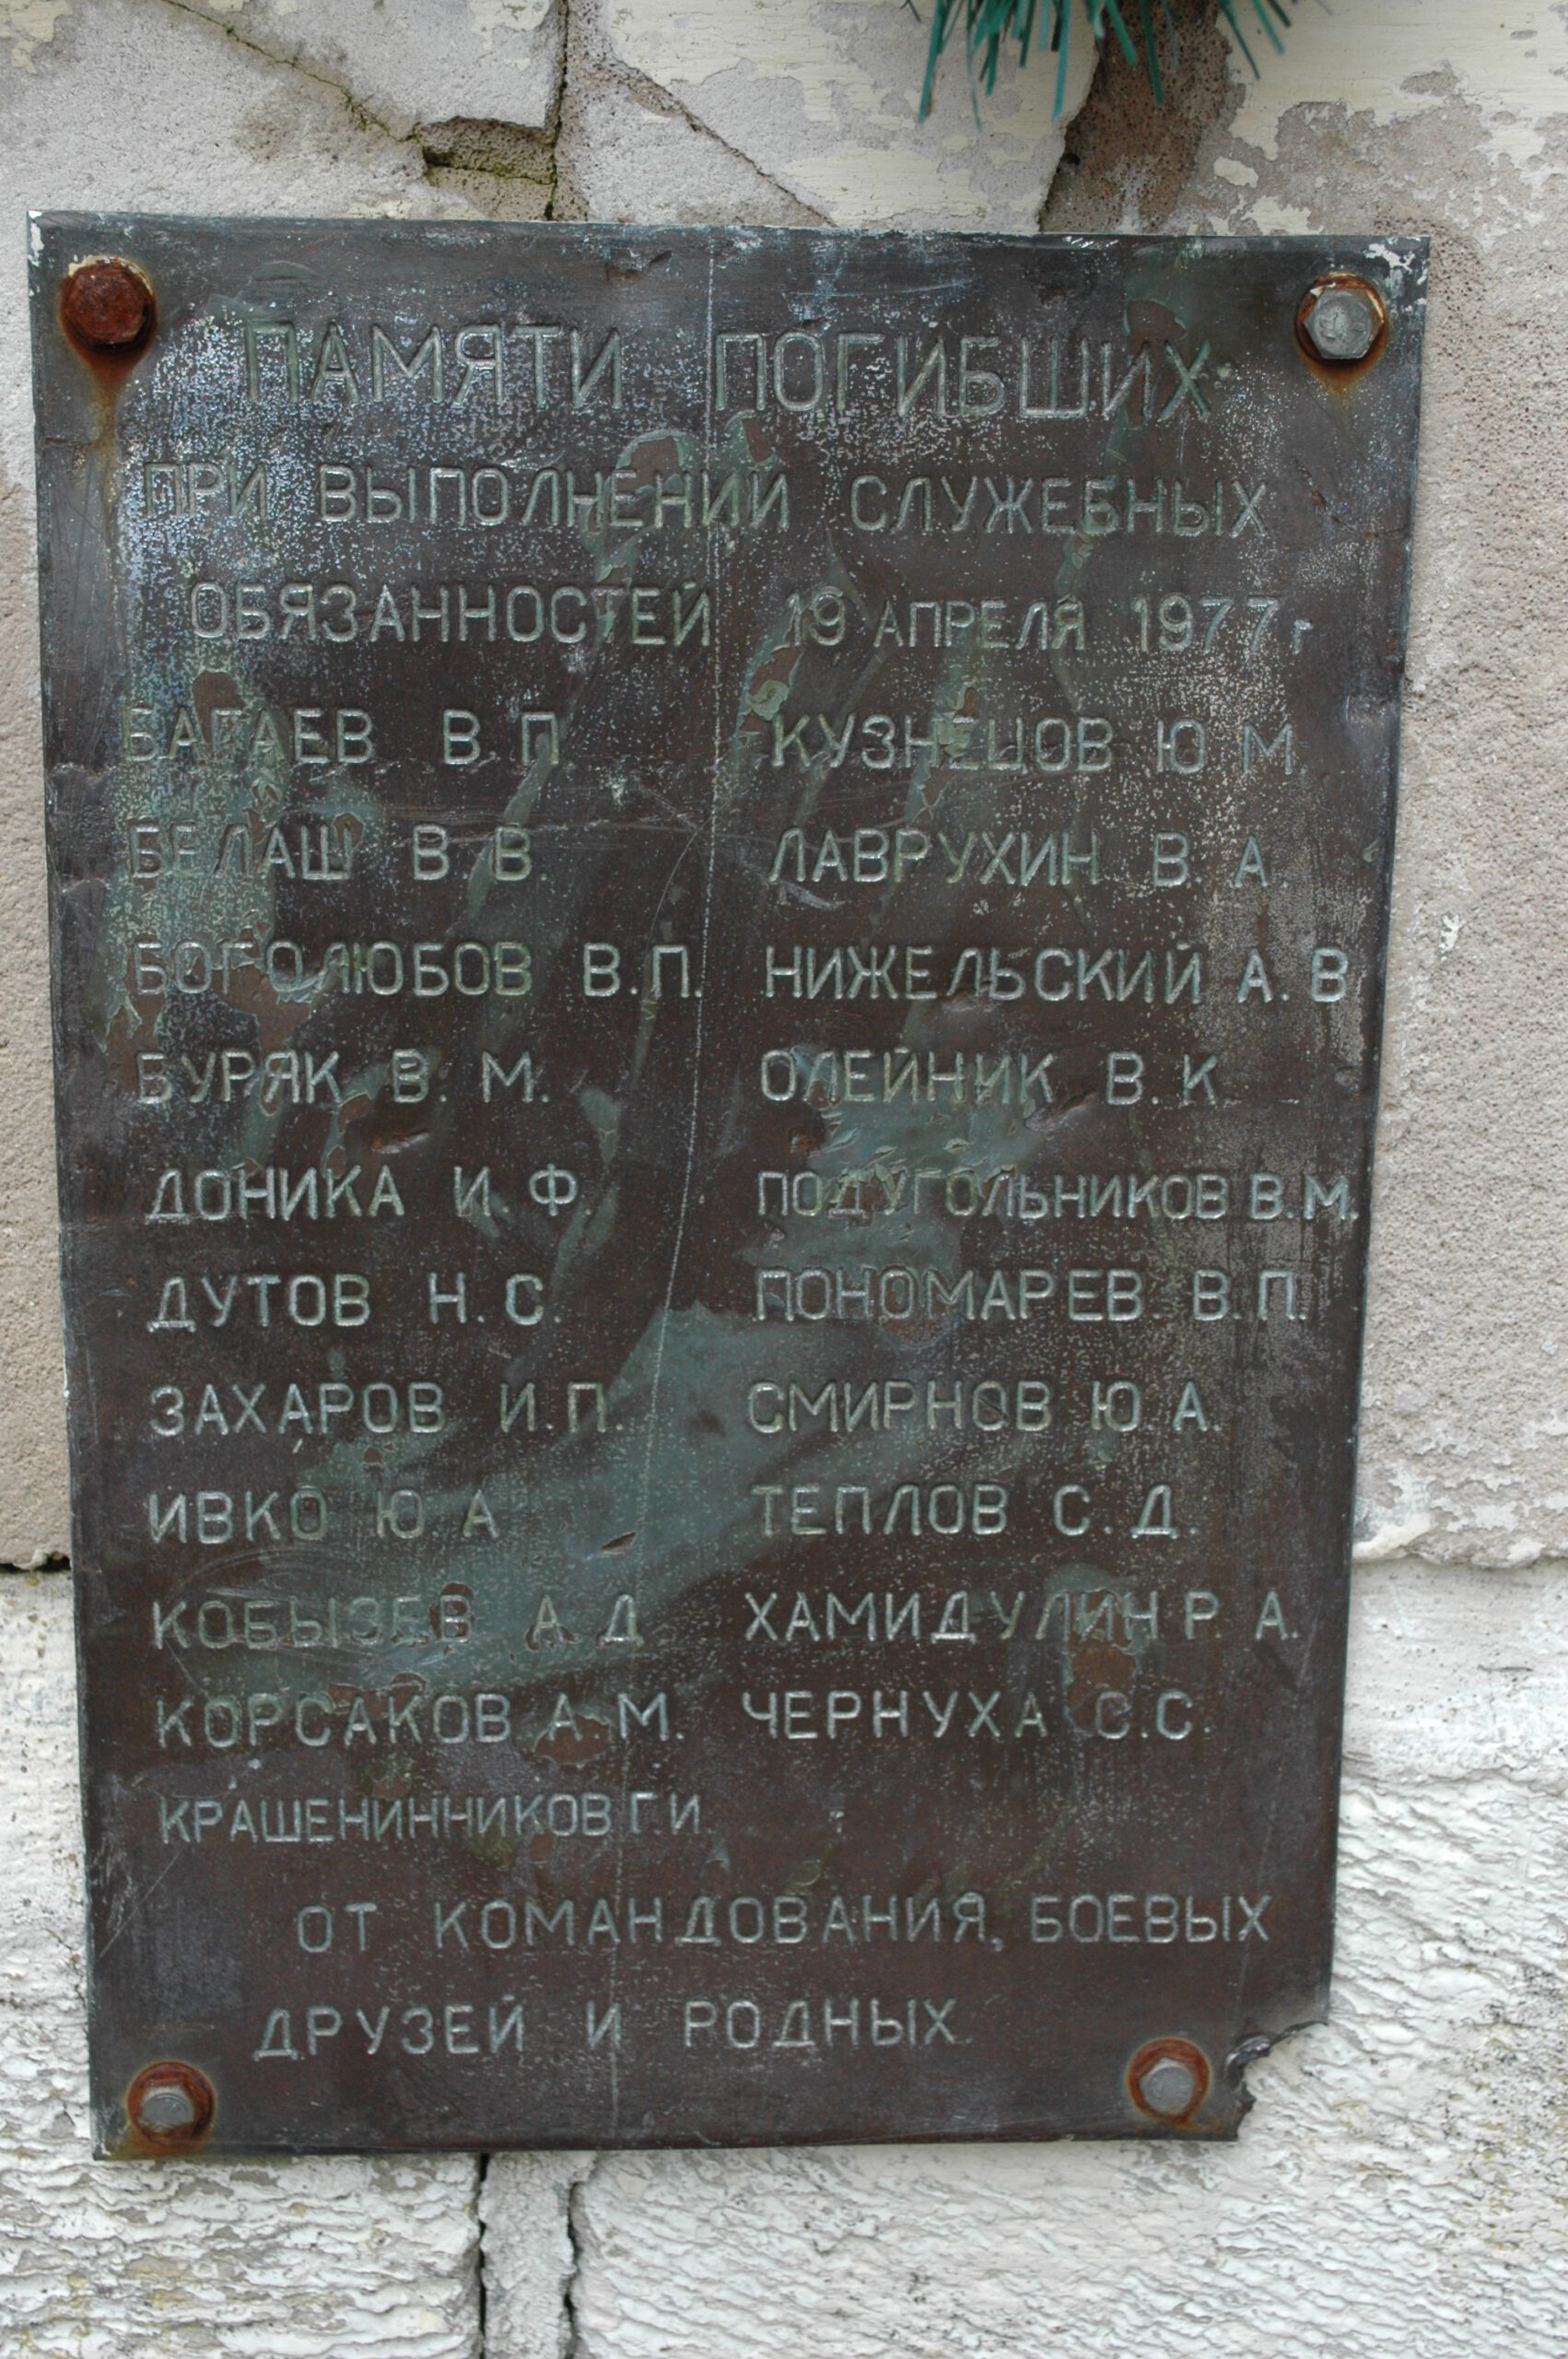 ПАМЯТИ ПОГИБШИХ
ПРИ ВЫПОЛНЕНИИ СЛУЖЕБНЫХ
ОБЯЗАННОСТЕЙ 19 АПРЕЛЯ 1977 г
БАГАЕВ В. П КУЗНЕЦОВ Ю М.
БЕЛАШ В. В. ЛАВРУХИН В. А.
БОГОЛЮБОВ В.П. НИЖЕЛЬСКИЙ А. В
БУРЯК В. М. ОЛЕЙНИК В. К
ДОНИКА И. Ф. ПОДУГОЛЬНИКОВ В.М.
ДУТОВ Н. С. ПОНОМАРЕВ В.П.
ЗАХАРОВ И.П. СМИРНОВ Ю. А.
ИВКО Ю. А ТЕПЛОВ С. Д.
КОБЫЗЕВ А. Д ХАМИДУЛИН Р. А.
КОРСАКОВ А. М. ЧЕРНУХА С.С.
КРАШЕНИННИКОВ Г. И.
ОТ КОМАНДОВАНИЯ, БОЕВЫХ
ДРУЗЕЙ И РОДНЫХ.